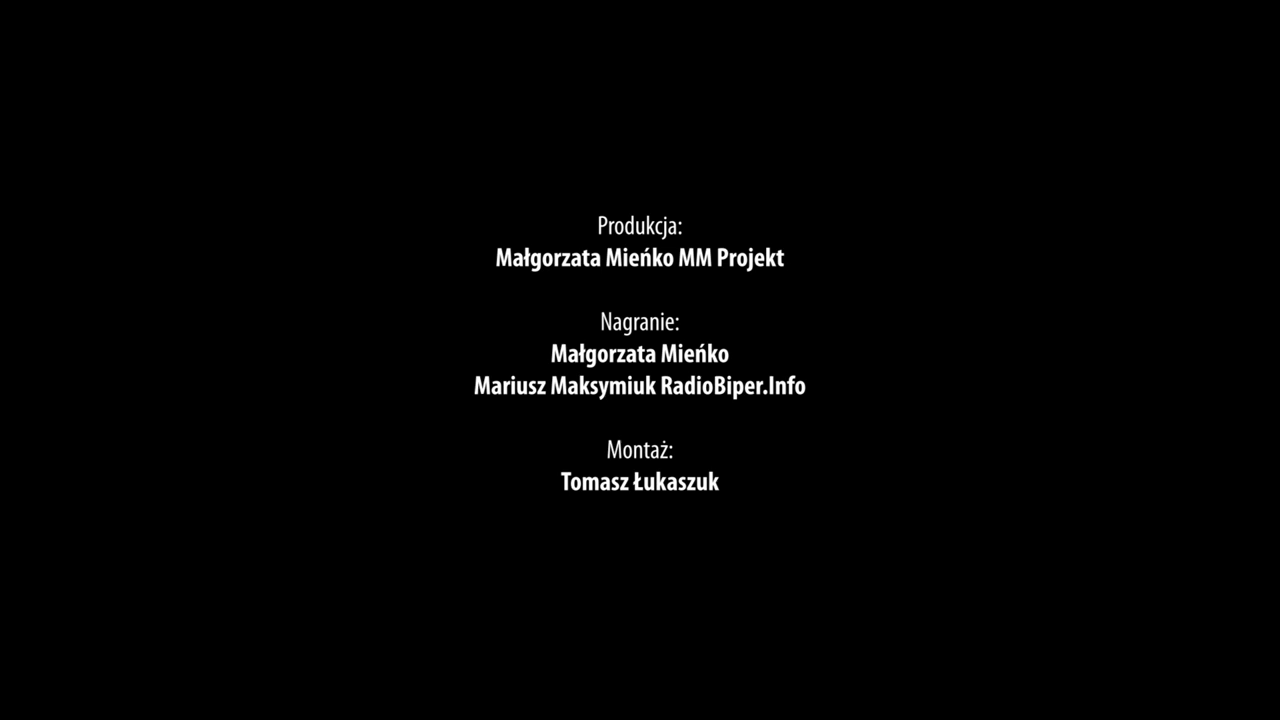 Produkcja:
Małgorzata Mieńko MM Projekt
Nagranie:
Małgorzata Mieńko
Mariusz Maksymiuk RadioBiper.Info
Montaż:
Tomasz Łukaszuk